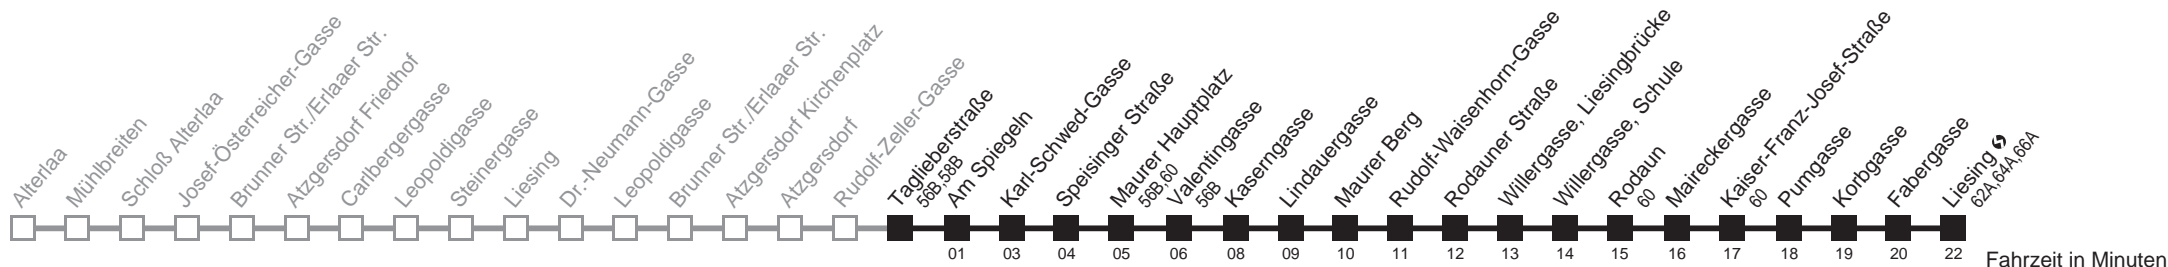 Alterlaa
Mühlbreiten
Schloß Alterlaa
Josef-Österreicher-Gasse
Brunner Str./Erlaaer Str.
Atzgersdorf Friedhof
Carlbergergasse
Leopoldigasse
Steinergasse
Liesing
Dr.-Neumann-Gasse
Leopoldigasse
Brunner Str./Erlaaer Str.
Atzgersdorf Kirchenplatz
Atzgersdorf
Rudolf-Zeller-Gasse
Taglieberstraße
56B,58B
Am Spiegeln
01
Karl-Schwed-Gasse
03
Speisinger Straße
04
Maurer Hauptplatz
56B,60
05
Valentingasse
56B
06
Kaserngasse
08
Lindauergasse
09
Maurer Berg
10
Rudolf-Waisenhorn-Gasse
11
Rodauner Straße
12
Willergasse, Liesingbrücke
13
Willergasse, Schule
14
Rodaun
60
15
Maireckergasse
16
Kaiser-Franz-Josef-Straße
60
17
Pumgasse
18
Korbgasse
19
Fabergasse
20
Liesing
62A,64A,66A
22
Fahrzeit in Minuten